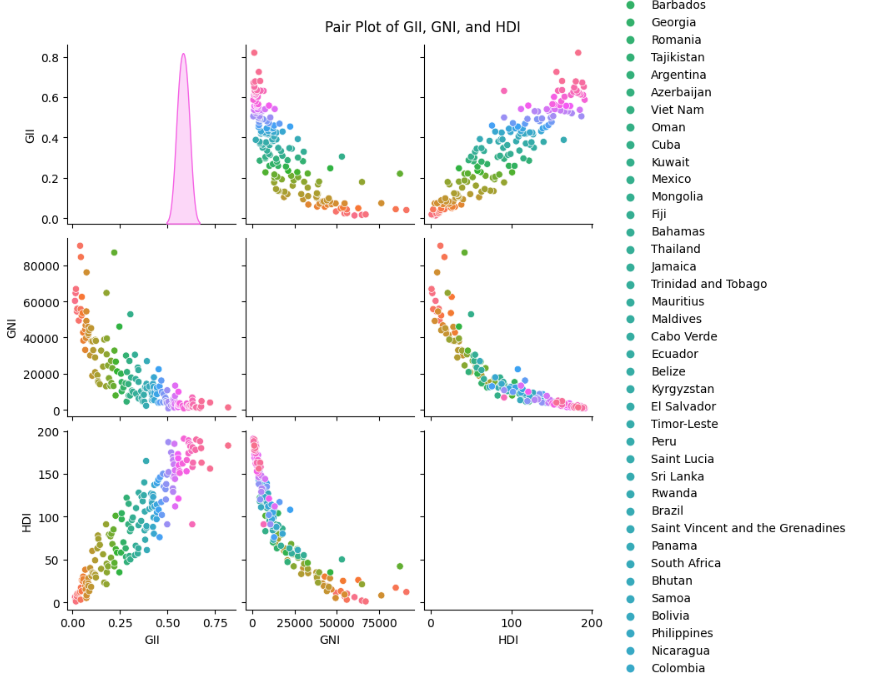 Pair Plot of GII, GNI, and HDI
GII
0.8
0.6
0.4
0.2
0.0
GNI
80000
60000
40000
20000
0
HDI
200
150
100
50
0
0.00 0.25 0.50 0.75
GII
0 25000 50000 75000
GNI
0 100 200
HDI
Barbados
Georgia
Romania
Tajikistan
Argentina
Azerbaijan
Viet Nam
Oman
Cuba
Kuwait
Mexico
Mongolia
Fiji
Bahamas
Thailand
Jamaica
Trinidad and Tobago
Mauritius
Maldives
Cabo Verde
Ecuador
Belize
Kyrgyzstan
El Salvador
Timor-Leste
Peru
Saint Lucia
Sri Lanka
Rwanda
Brazil
Saint Vincent and the Grenadines
Panama
South Africa
Bhutan
Samoa
Bolivia
Philippines
Nicaragua
Colombia